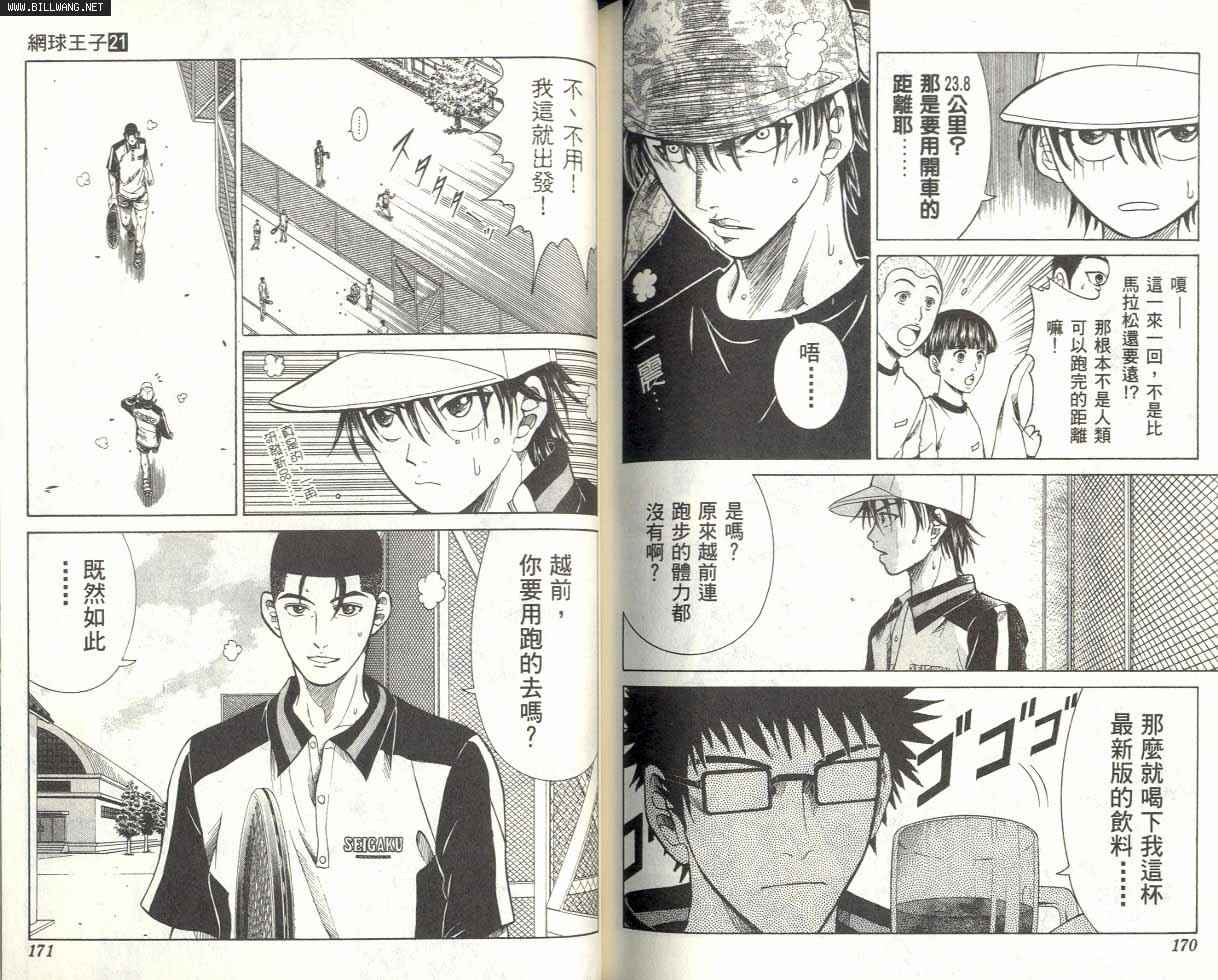 WWW.BILLWANG.NET
網球王子21
23.8
公里？
那是要用開車的
距離耶……
嗄——
這一來一回，不是比
馬拉松還要遠!?
那根本不是人類
可以跑完的距離
嘛！
唔……
一震…
是嗎？
原來越前連
跑步的體力都
沒有啊？
那麼就喝下我這杯
最新版的飲料……
ゴゴゴゴ
170
不、不用！
我這就出發！
……
スタタタター
越前，
你要用跑的去嗎？
SEIGAKU
既然如此
……
171